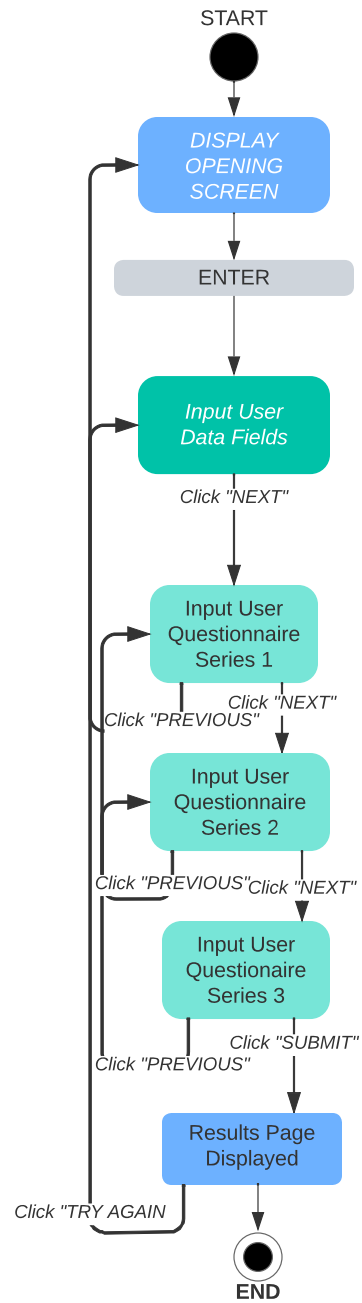 START
DISPLAY
OPENING
SCREEN
ENTER
Input User
Data Fields
Click "NEXT"
Input User
Questionnaire
Series 1
Click "PREVIOUS"
Click "NEXT"
Input User
Questionnaire
Series 2
Click "PREVIOUS"
Click "NEXT"
Input User
Questionaire
Series 3
Click "SUBMIT"
Click "PREVIOUS"
Results Page
Displayed
Click "TRY AGAIN
END